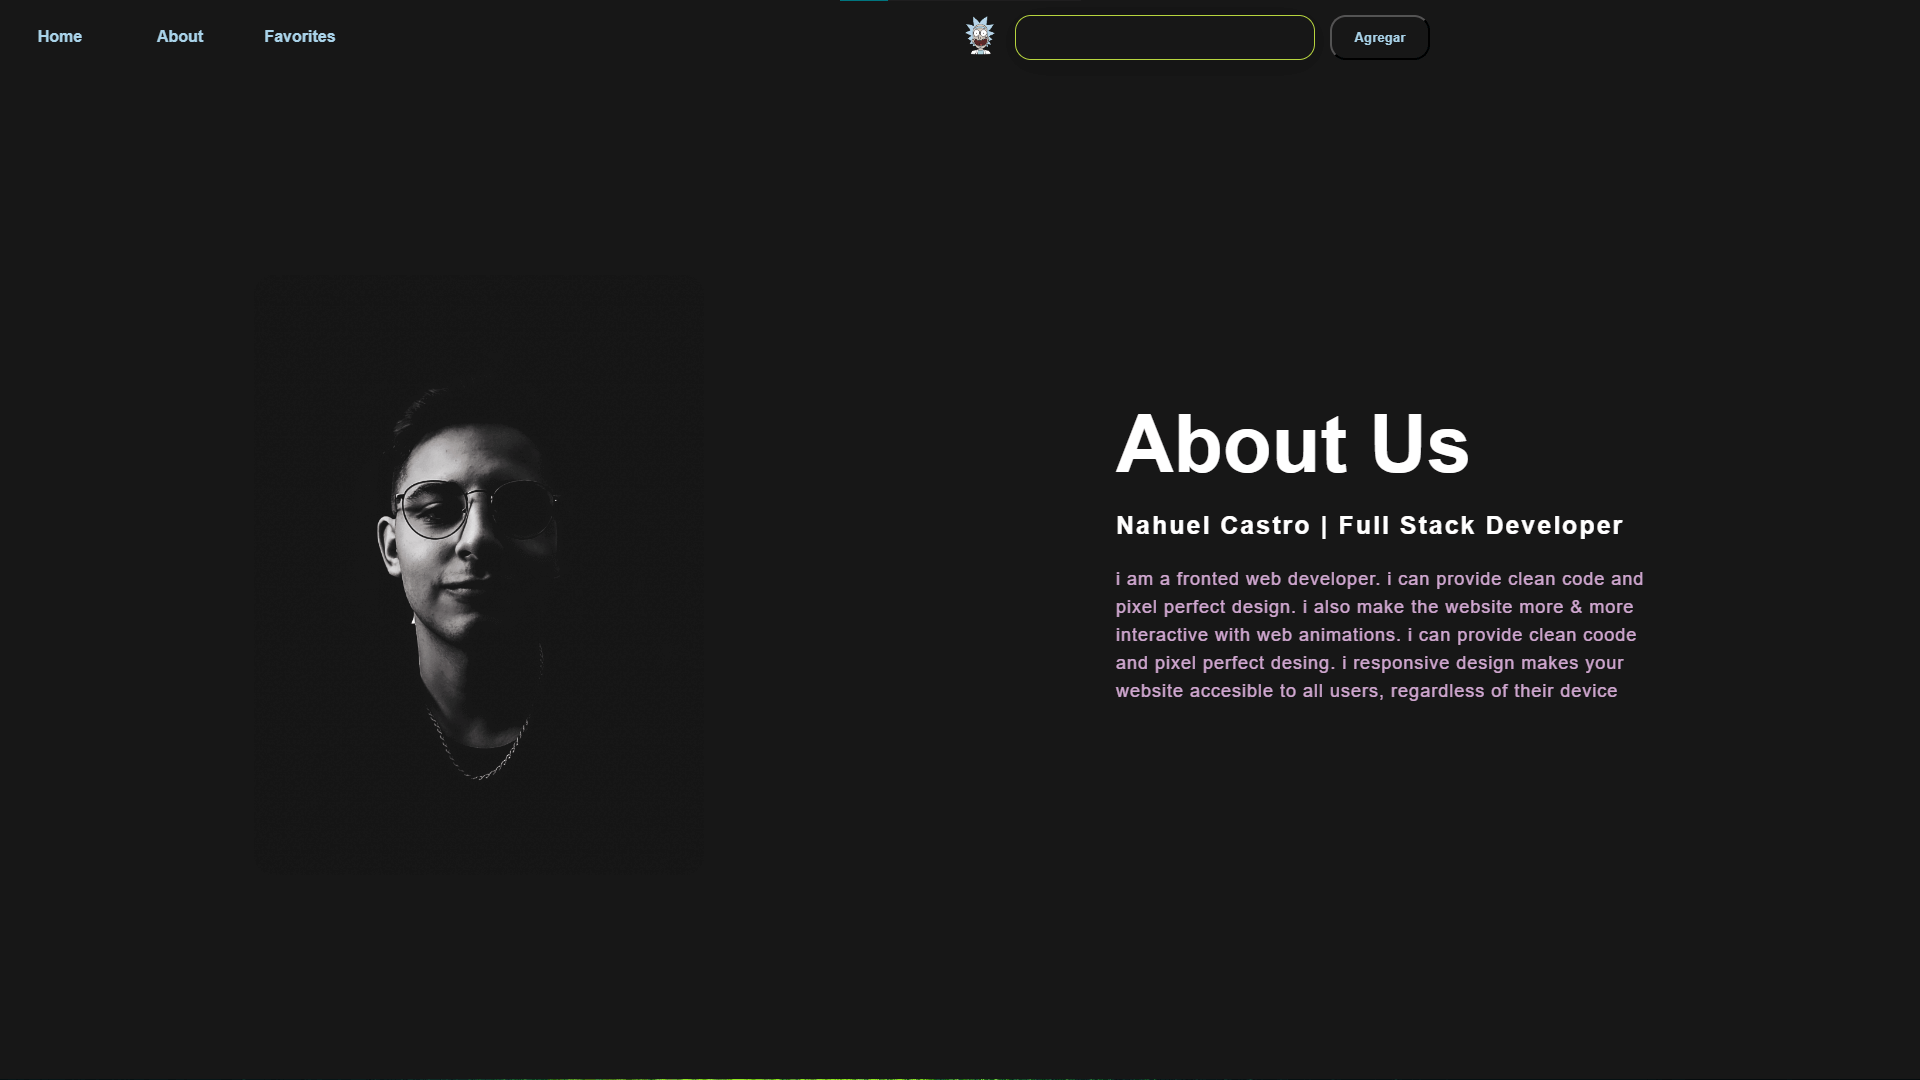 Home About Favorites Agregar
About Us
Nahuel Castro | Full Stack Developer
i am a fronted web developer. i can provide clean code and
pixel perfect design. i also make the website more & more
interactive with web animations. i can provide clean coode
and pixel perfect desing. i responsive design makes your
website accesible to all users, regardless of their device